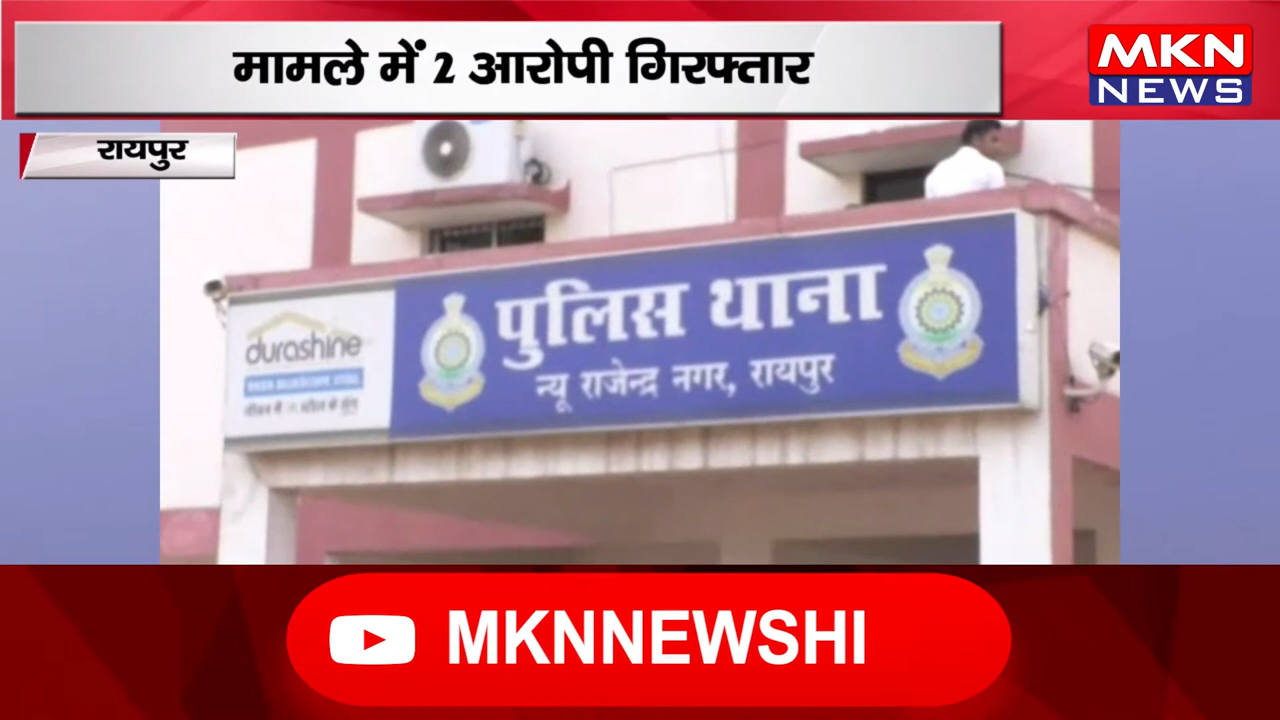 मामले में 2 आरोपी गिरफ्तार
MKN
NEWS
रायपुर
durashine
पुलिस थाना
न्यू राजेन्द्र नगर, रायपुर
MKNNEWSHI